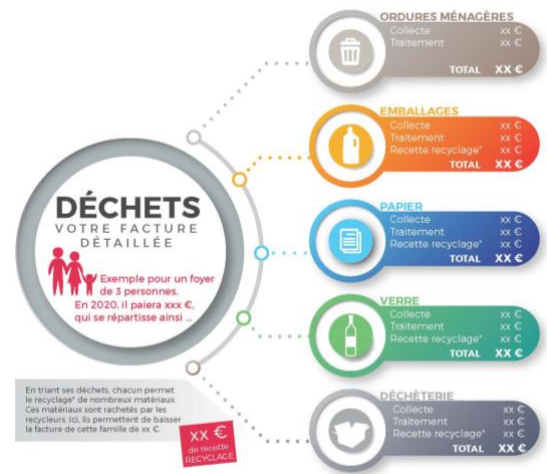 DÉCHETS
VOTRE FACTURE
DÉTAILLÉE
Exemple pour un foyer
de 3 personnes.
En 2020, il paiera xxx €,
qui se répartisse ainsi ...
En triant ses déchets, chacun permet
le recyclage* de nombreux matériaux.
Ces matériaux sont rachetés par les
recycleurs. Ici, ils permettent de baisser
la facture de cette famille de xx €.
xx €
de recette
RECYCLAGE
ORDURES MÉNAGÈRES
Collecte xx €
Traitement xx €
TOTAL XX €
EMBALLAGES
Collecte xx €
Traitement xx €
Recette recyclage* xx €
TOTAL XX €
PAPIER
Collecte xx €
Traitement xx €
Recette recyclage* xx €
TOTAL XX €
VERRE
Collecte xx €
Traitement xx €
Recette recyclage* xx €
TOTAL XX €
DÉCHÈTERIE
Collecte xx €
Traitement xx €
Recette recyclage* xx €
TOTAL XX €